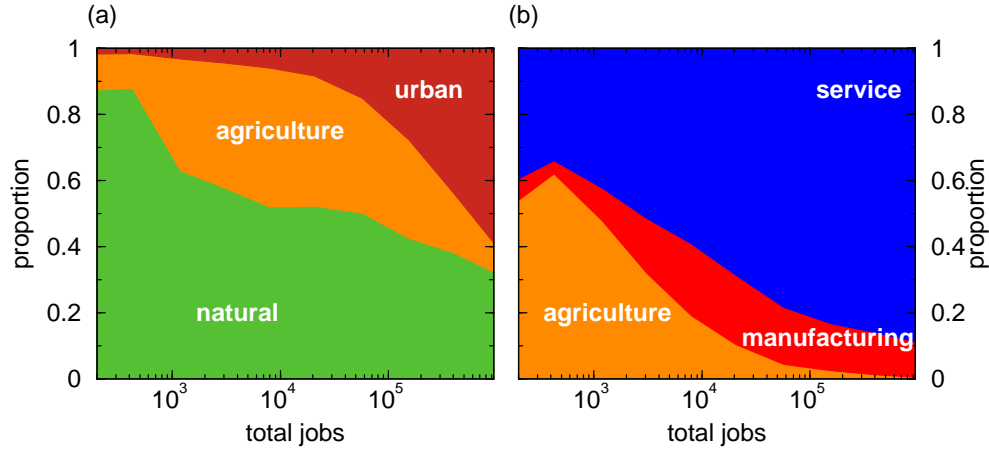 (a)
(b)
1
0.8
0.6
0.4
0.2
0
proportion
urban
agriculture
natural
10^3
10^4
10^5
total jobs
service
agriculture
manufacturing
10^3
10^4
10^5
total jobs
1
0.8
0.6
0.4
0.2
0
proportion